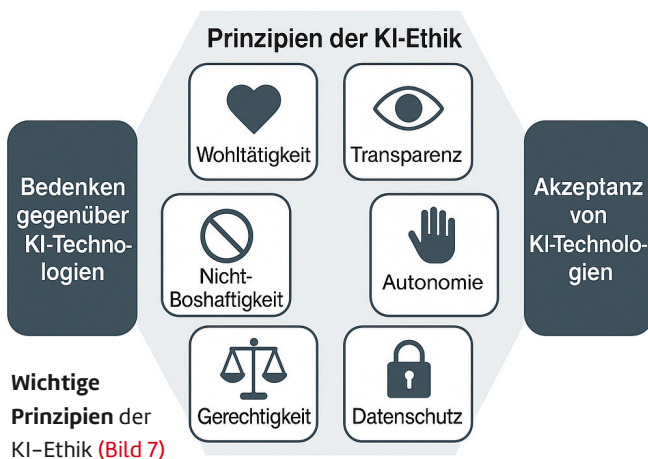 Prinzipien der KI-Ethik
Wohltätigkeit
Transparenz
Bedenken
gegenüber
KI-Techno-
logien
Nicht-
Boshaftigkeit
Autonomie
Akzeptanz
von
KI-Technolo-
gien
Gerechtigkeit
Datenschutz
Wichtige
Prinzipien der
KI-Ethik (Bild 7)